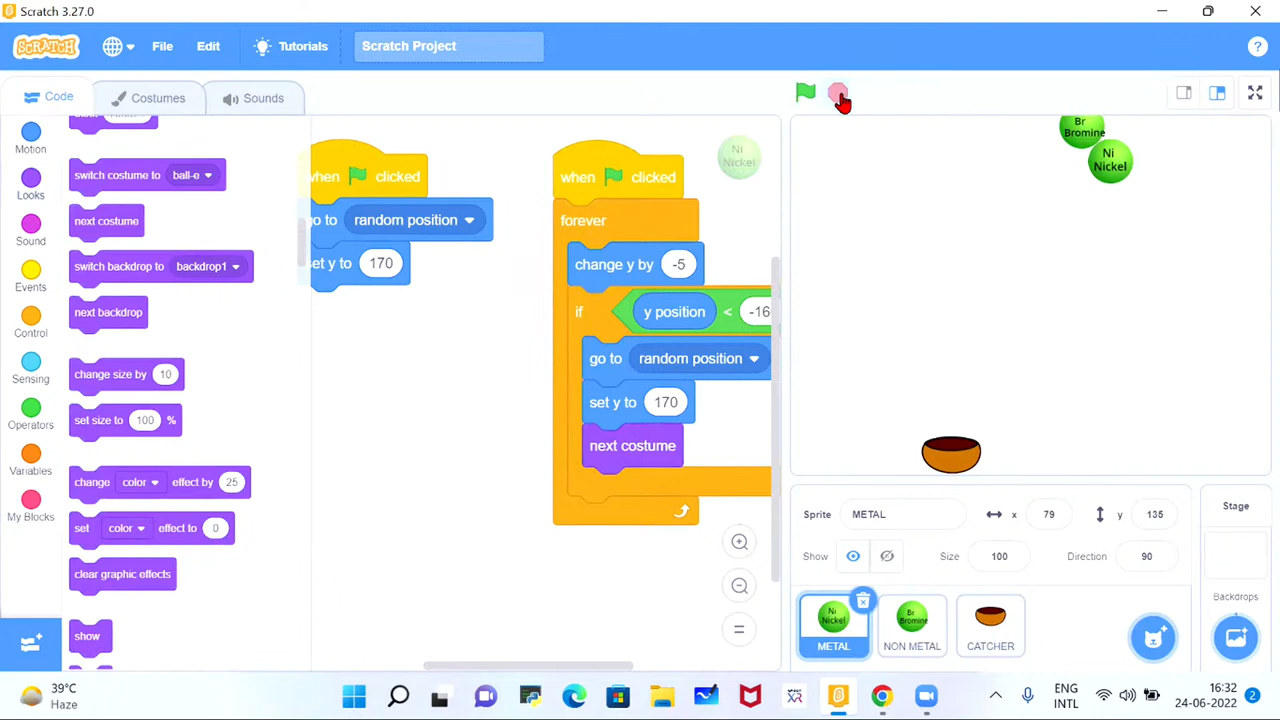 Scratch 3.27.0
SCRATCH
File
Edit
Tutorials
Scratch Project
?
Code
Costumes
Sounds
Motion
Looks
Sound
Events
Control
Sensing
Operators
Variables
My Blocks
switch costume to ball-e
next costume
switch backdrop to backdrop1
next backdrop
change size by 10
set size to 100 %
change color effect by 25
set color effect to 0
clear graphic effects
show
when clicked
go to random position
set y to 170
when clicked
forever
change y by -5
if y position < -16
go to random position
set y to 170
next costume
Ni
Nickel
Br
Bromine
Ni
Nickel
Sprite METAL x 79 y 135
Show Size 100 Direction 90
Ni
Nickel
METAL
Br
Bromine
NON METAL
CATCHER
Stage
Backdrops
39°C
Haze
ENG
INTL
16:32
24-06-2022
2